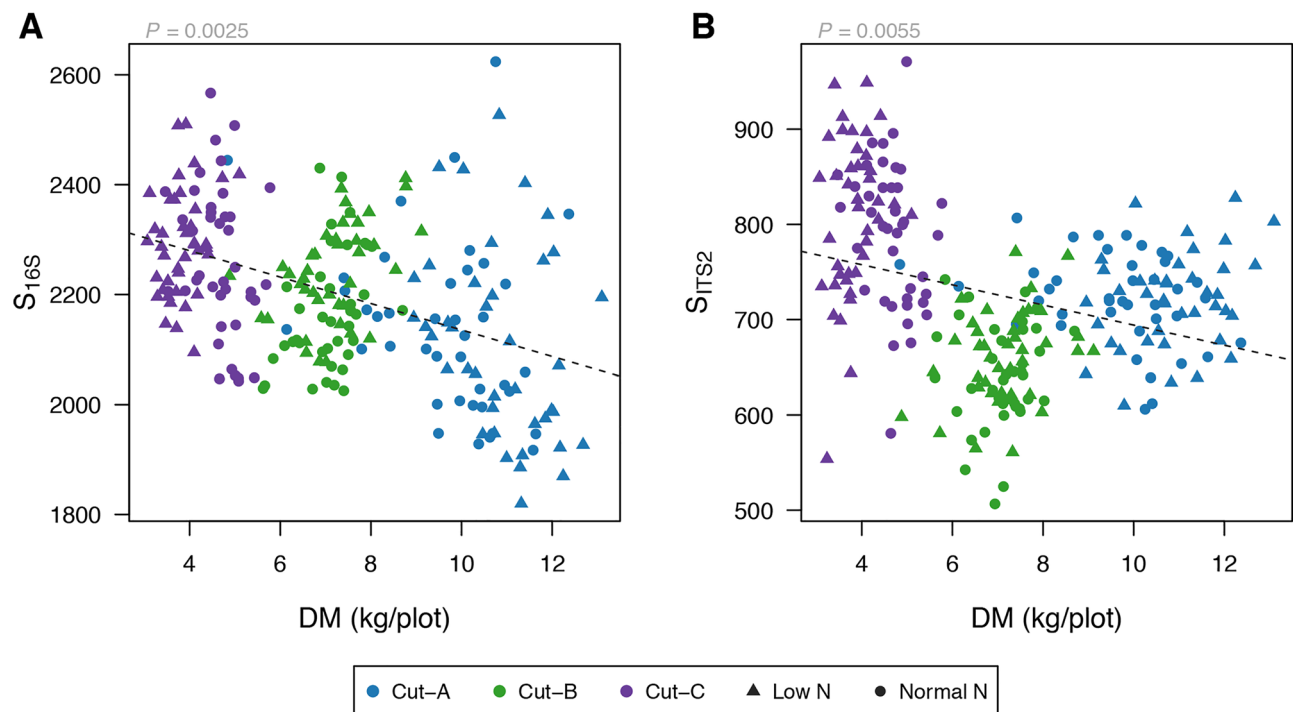 A
P = 0.0025
2600
2400
2200
2000
1800
S16S
4 6 8 10 12
DM (kg/plot)
B
P = 0.0055
900
800
700
600
500
SITS2
4 6 8 10 12
DM (kg/plot)
Cut–A Cut–B Cut–C Low N Normal N